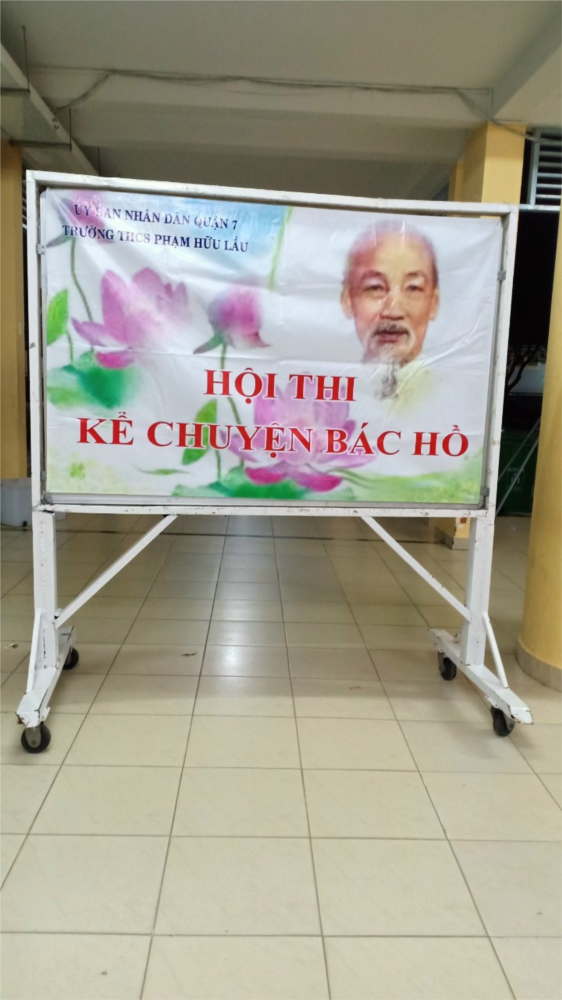 ỦY BAN NHÂN DÂN QUẬN 7
TRƯỜNG THCS PHẠM HỮU LẦU
HỘI THI
KỂ CHUYỆN BÁC HỒ